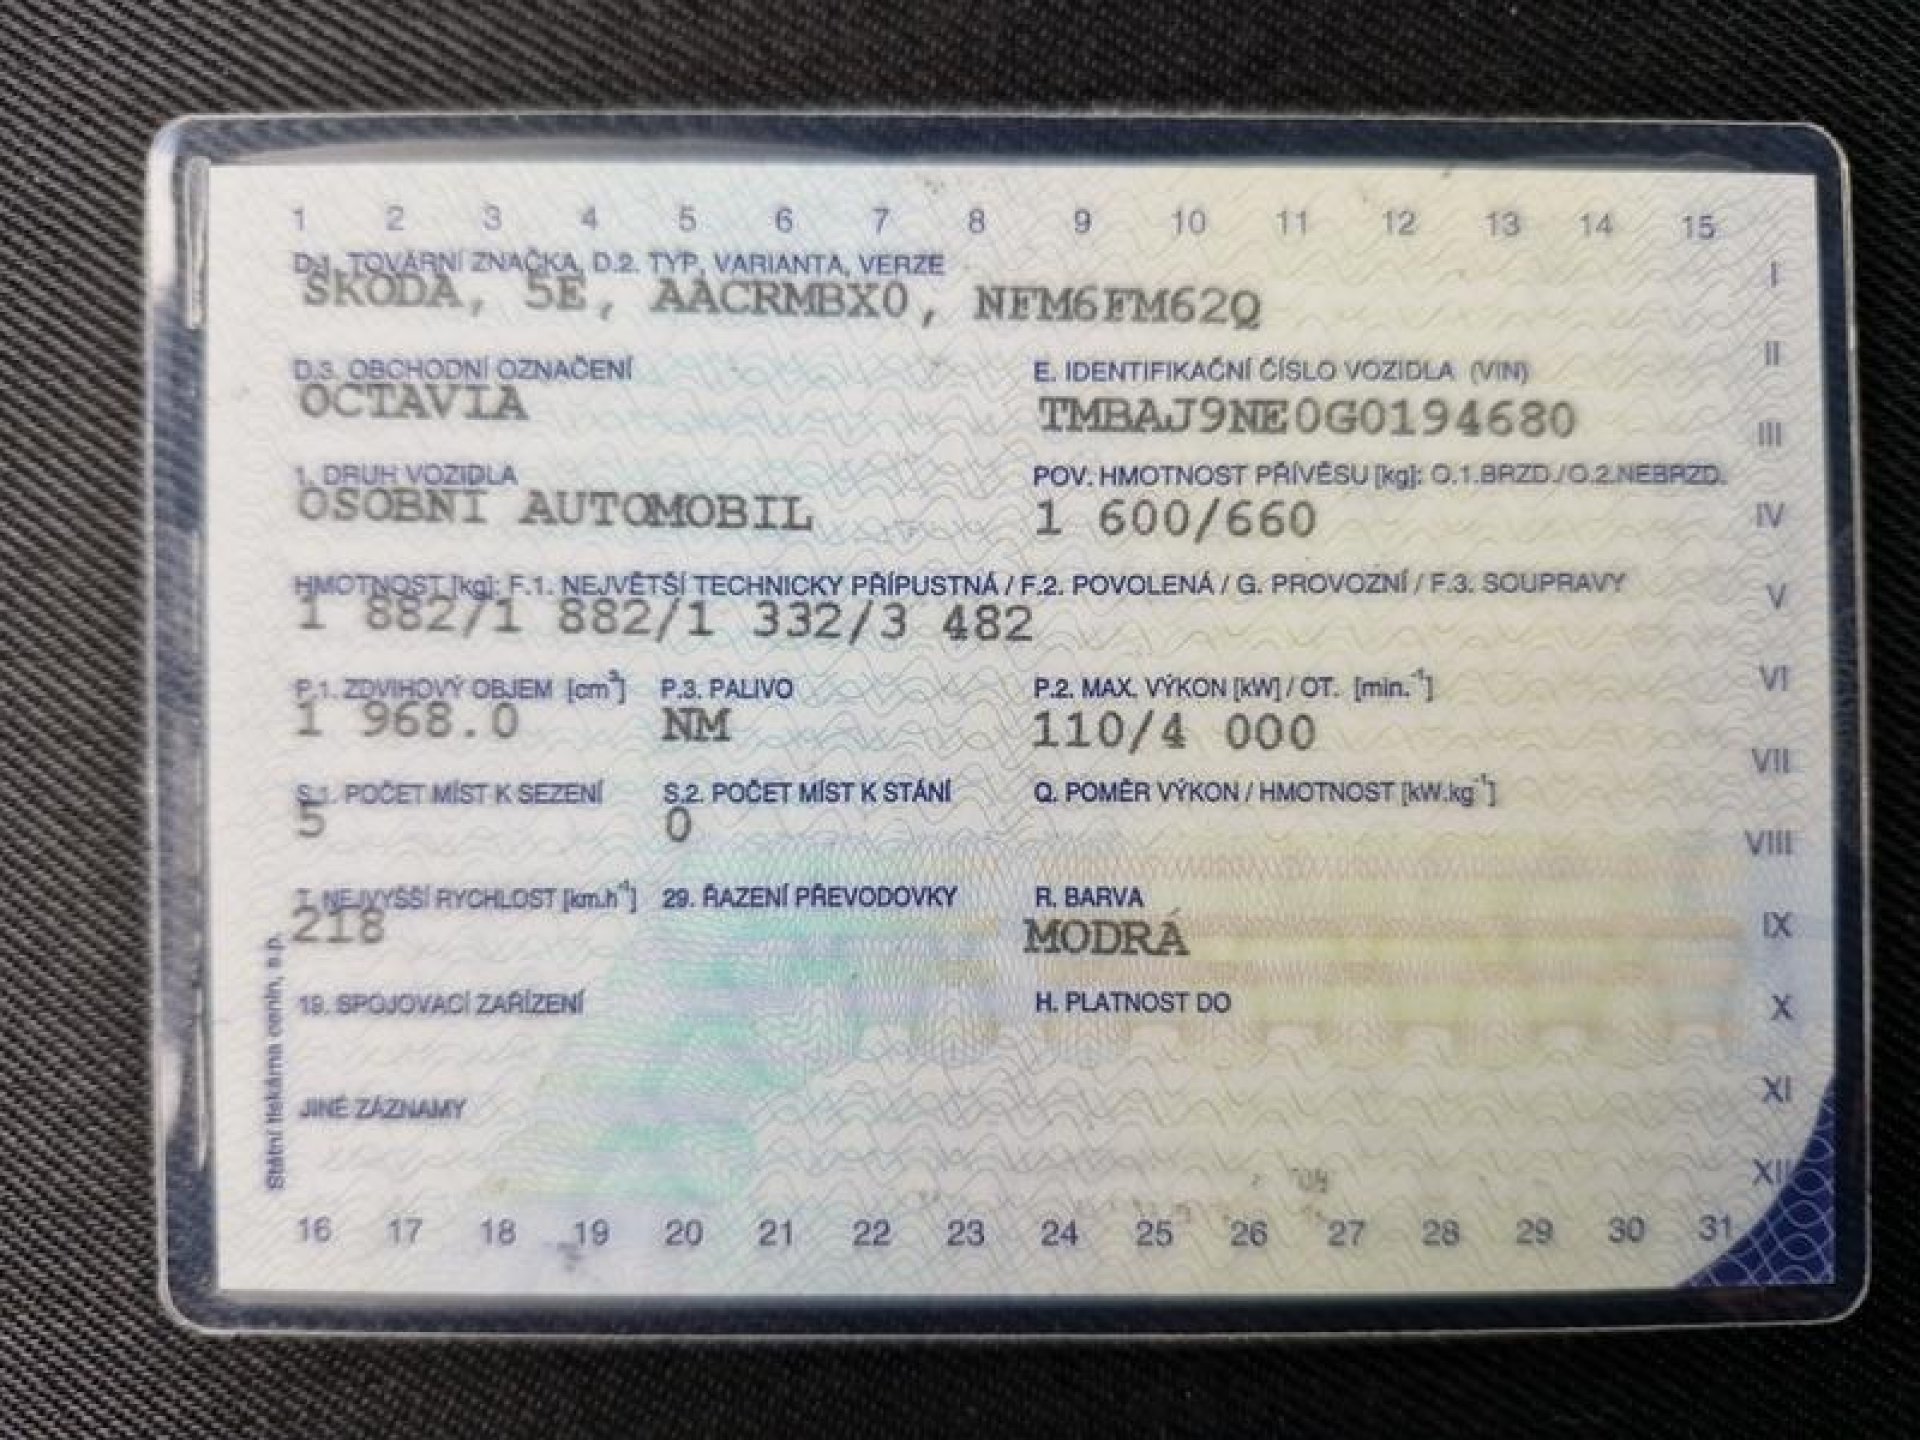 1 2 3 4 5 6 7 8 9 10 11 12 13 14 15
D.1. TOVÁRNÍ ZNAČKA, D.2. TYP, VARIANTA, VERZE
I
ŠKODA, 5E, AACRMBX0, NFM6FM62Q
D.3. OBCHODNÍ OZNAČENÍ E. IDENTIFIKAČNÍ ČÍSLO VOZIDLA (VIN)
II
OCTAVIA TMBAJ9NE0G0194680
III
1. DRUH VOZIDLA POV. HMOTNOST PŘÍVĚSU [kg]: O.1.BRZD./O.2.NEBRZD.
OSOBNÍ AUTOMOBIL 1 600/660
IV
HMOTNOST [kg]: F.1. NEJVĚTŠÍ TECHNICKY PŘÍPUSTNÁ / F.2. POVOLENÁ / G. PROVOZNÍ / F.3. SOUPRAVY
V
1 882/1 882/1 332/3 482
P.1. ZDVIHOVÝ OBJEM [cm³] P.3. PALIVO P.2. MAX. VÝKON [kW] / OT. [min.⁻¹]
VI
1 968.0 NM 110/4 000
VII
S.1. POČET MÍST K SEZENÍ S.2. POČET MÍST K STÁNÍ Q. POMĚR VÝKON / HMOTNOST [kW.kg⁻¹]
5 0
VIII
T. NEJVYŠŠÍ RYCHLOST [km.h⁻¹] 29. ŘAZENÍ PŘEVODOVKY R. BARVA
218 MODRÁ
IX
19. SPOJOVACÍ ZAŘÍZENÍ H. PLATNOST DO
X
XI
JINÉ ZÁZNAMY
XII
16 17 18 19 20 21 22 23 24 25 26 27 28 29 30 31
Státní tiskárna cenin, s.p.